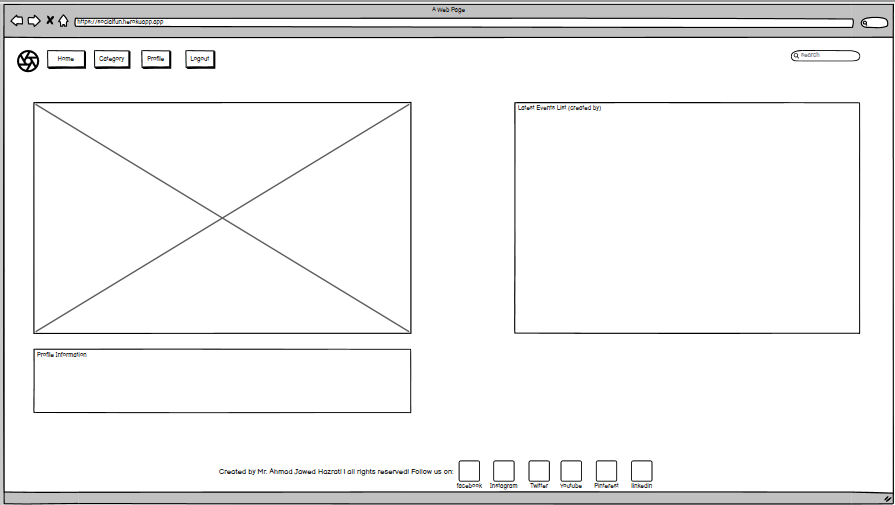 A Web Page
https://socialfun.herokuapp.app
Home Category Profile Logout
search
Latest Events List (created by)
Profile Information
Created by Mr. Ahmad Jawed Hazrati | all rights reserved! Follow us on:
facebook Instagram Twitter youtube Pinterest linkedin